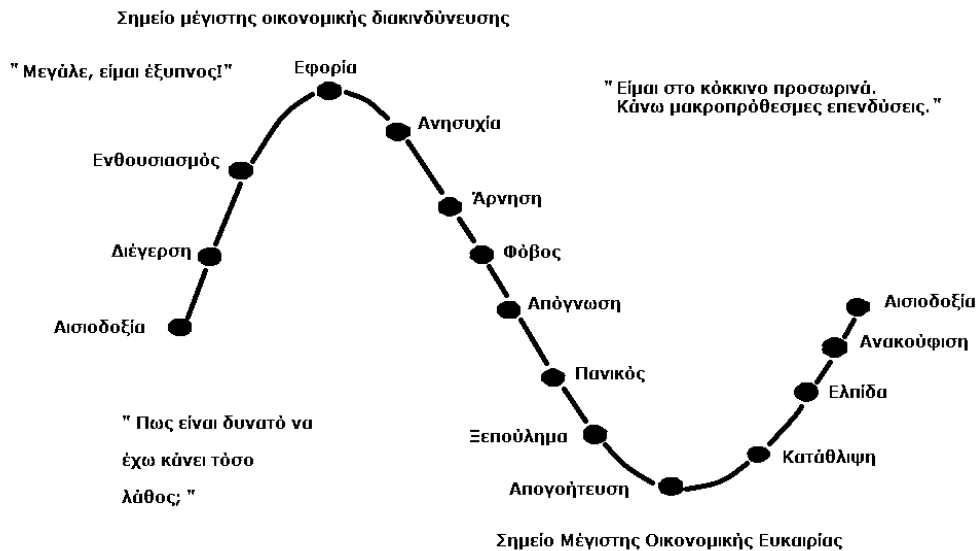 Σημείο μέγιστης οικονομικής διακινδύνευσης
" Μεγάλε, είμαι έξυπνος!"
Εφορία
" Είμαι στο κόκκινο προσωρινά.
Κάνω μακροπρόθεσμες επενδύσεις. "
Ανησυχία
Ενθουσιασμός
Άρνηση
Διέγερση
Φόβος
Απόγνωση
Αισιοδοξία
Αισιοδοξία
Ανακούφιση
Πανικός
Ελπίδα
" Πως είναι δυνατό να
έχω κάνει τόσο
λάθος; "
Ξεπούλημα
Κατάθλιψη
Απογοήτευση
Σημείο Μέγιστης Οικονομικής Ευκαιρίας